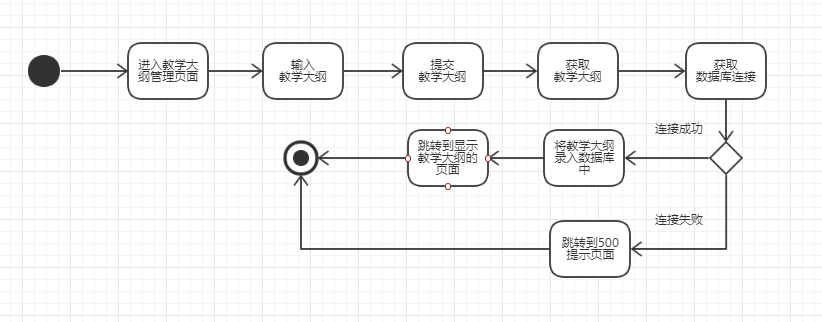 进入教学大
纲管理页面
输入
教学大纲
提交
教学大纲
获取
教学大纲
获取
数据库连接
连接成功
跳转到显示
教学大纲的
页面
将教学大纲
录入数据库
中
连接失败
跳转到500
提示页面